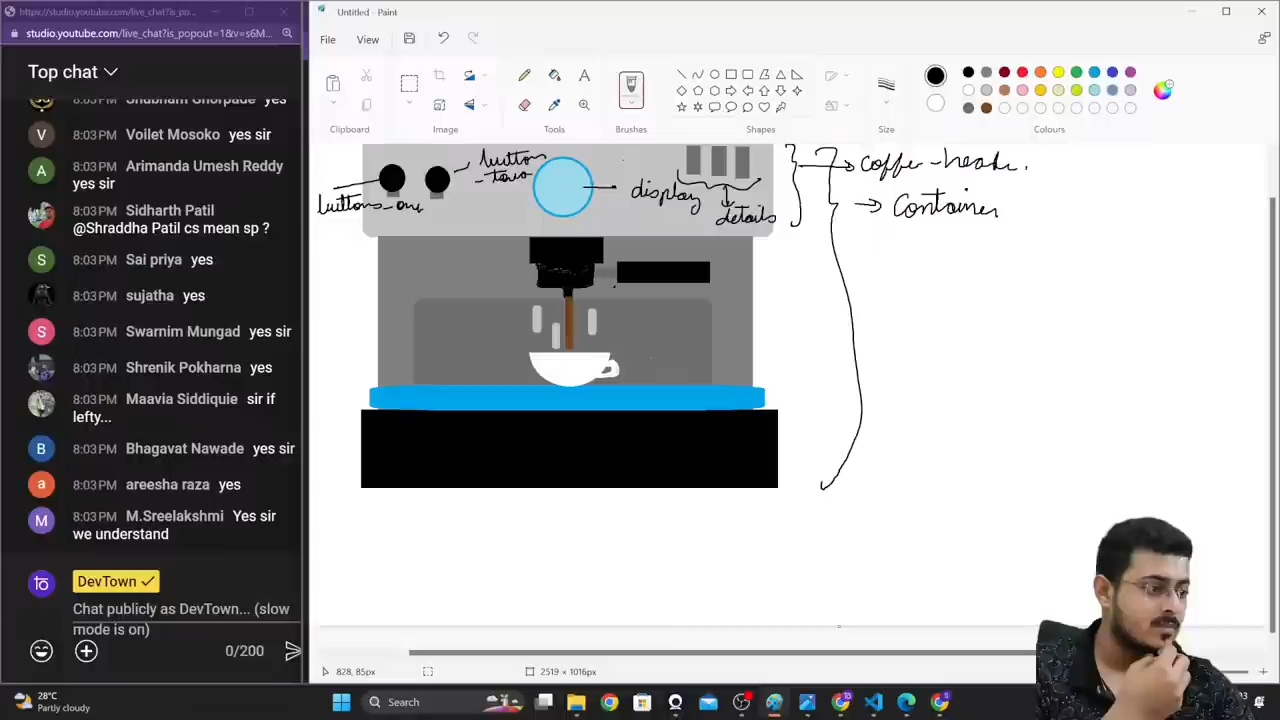 https://studio.youtube.com/live_chat?is_po...
studio.youtube.com/live_chat?is_popout=1&v=s6M...
Top chat
8:03 PM Shubham Ghorpade yes
V 8:03 PM Voilet Mosoko yes sir
A 8:03 PM Arimanda Umesh Reddy
yes sir
8:03 PM Sidharth Patil
@Shraddha Patil cs mean sp ?
S 8:03 PM Sai priya yes
8:03 PM sujatha yes
S 8:03 PM Swarnim Mungad yes sir
8:03 PM Shrenik Pokharna yes
8:03 PM Maavia Siddiquie sir if
lefty...
B 8:03 PM Bhagavat Nawade yes sir
a 8:03 PM areesha raza yes
M 8:03 PM M.Sreelakshmi Yes sir
we understand
DevTown
Chat publicly as DevTown... (slow
mode is on)
0/200
Untitled - Paint
File View
Clipboard Image Tools Brushes Shapes Size Colours
button
-two
buttons-one
display
details
coffe-heade.
Container
828, 85px
2519 × 1016px
28°C
Partly cloudy
Search